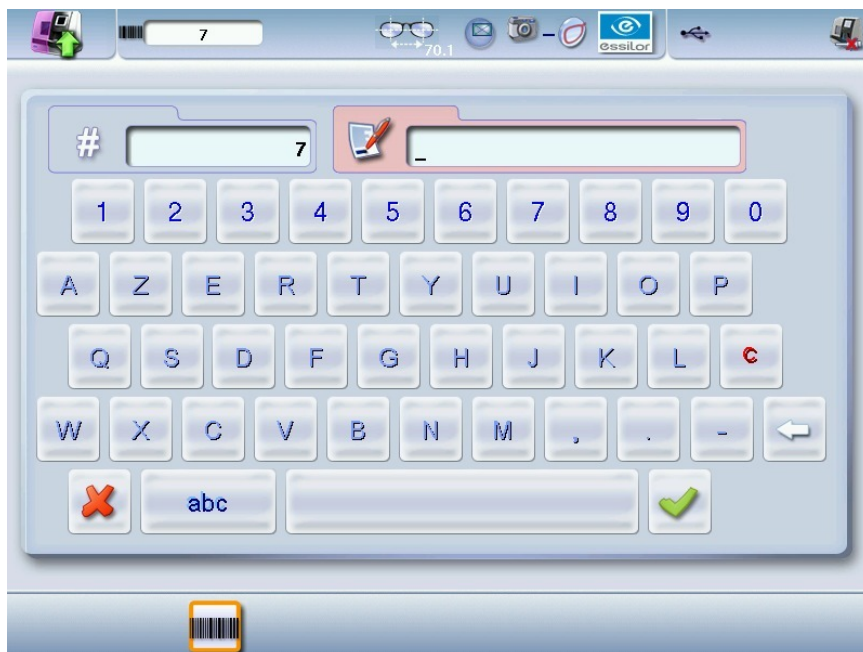 7
70.1
essilor
# 7 _
1 2 3 4 5 6 7 8 9 0
A Z E R T Y U I O P
Q S D F G H J K L C
W X C V B N M , . -
abc